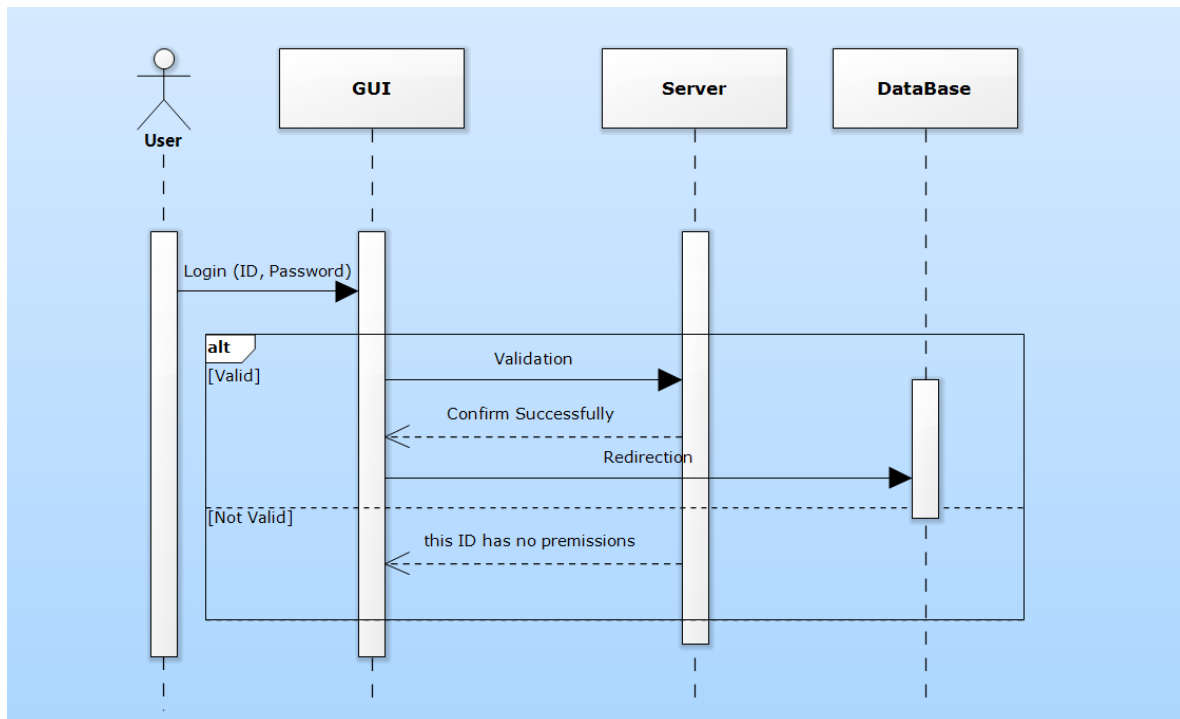 User
GUI
Server
DataBase
Login (ID, Password)
alt
[Valid]
Validation
Confirm Successfully
Redirection
[Not Valid]
this ID has no premissions